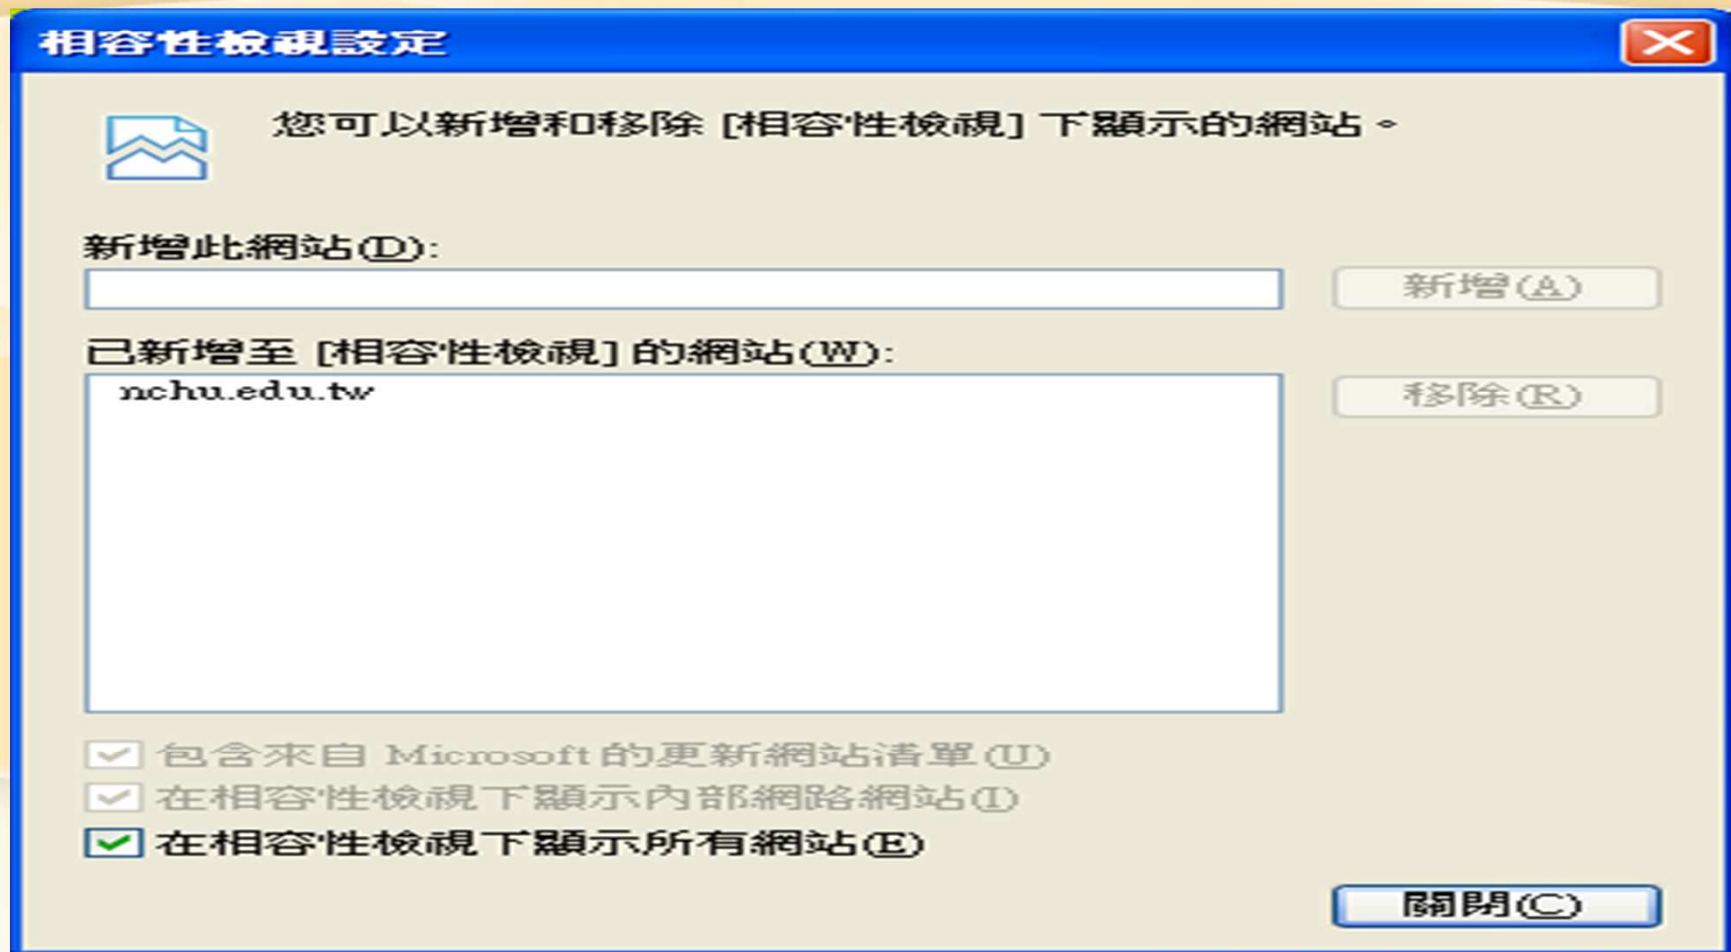 相容性檢視設定
您可以新增和移除 [相容性檢視] 下顯示的網站。
新增此網站(D):
新增(A)
已新增至 [相容性檢視] 的網站(W):
nchu.edu.tw
移除(R)
包含來自 Microsoft 的更新網站清單(U)
在相容性檢視下顯示內部網路網站(I)
在相容性檢視下顯示所有網站(E)
關閉(C)